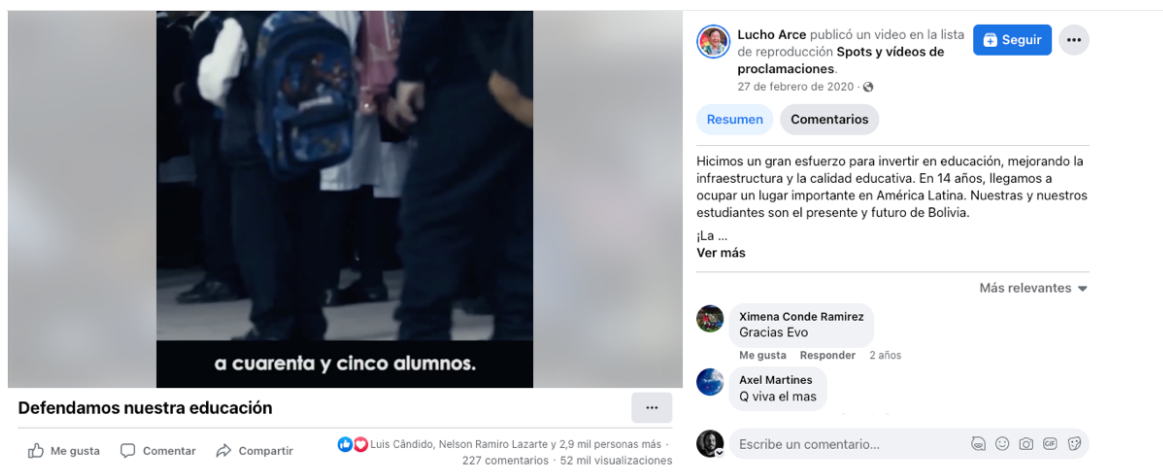 a cuarenta y cinco alumnos.
Defendamos nuestra educación
Me gusta Comentar Compartir
Luis Cândido, Nelson Ramiro Lazarte y 2,9 mil personas más ·
227 comentarios · 52 mil visualizaciones
Lucho Arce publicó un video en la lista
de reproducción Spots y vídeos de
proclamaciones.
27 de febrero de 2020 ·
Seguir
Resumen Comentarios
Hicimos un gran esfuerzo para invertir en educación, mejorando la
infraestructura y la calidad educativa. En 14 años, llegamos a
ocupar un lugar importante en América Latina. Nuestras y nuestros
estudiantes son el presente y futuro de Bolivia.
¡La ...
Ver más
Más relevantes
Ximena Conde Ramirez
Gracias Evo
Me gusta Responder 2 años
Axel Martines
Q viva el mas
Escribe un comentario...
GIF